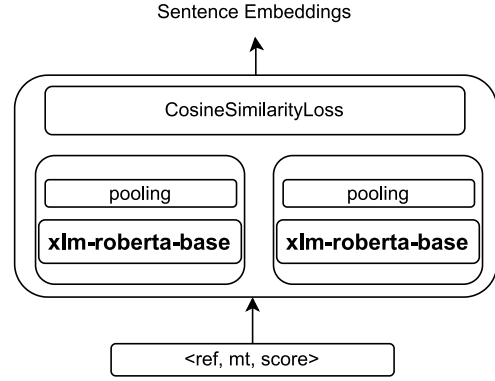 Sentence Embeddings
CosineSimilarityLoss
pooling
pooling
xlm-roberta-base
xlm-roberta-base
<ref, mt, score>